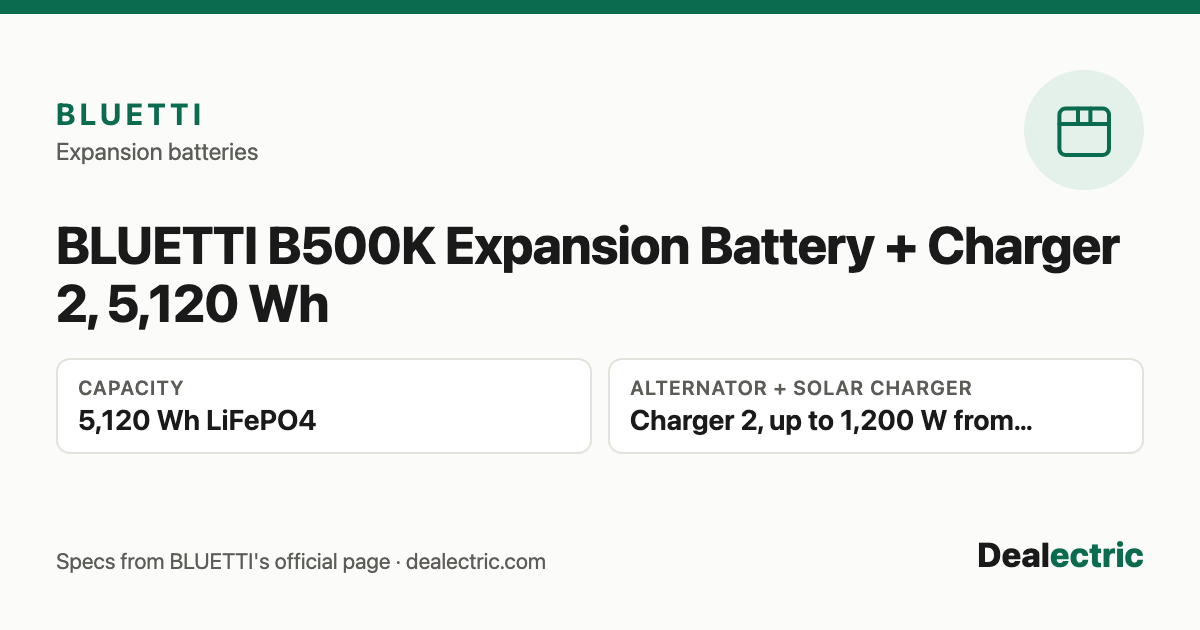 BLUETTI
Expansion batteries
BLUETTI B500K Expansion Battery + Charger
2, 5,120 Wh
CAPACITY
5,120 Wh LiFePO4
ALTERNATOR + SOLAR CHARGER
Charger 2, up to 1,200 W from...
Specs from BLUETTI's official page · dealectric.com
Dealectric